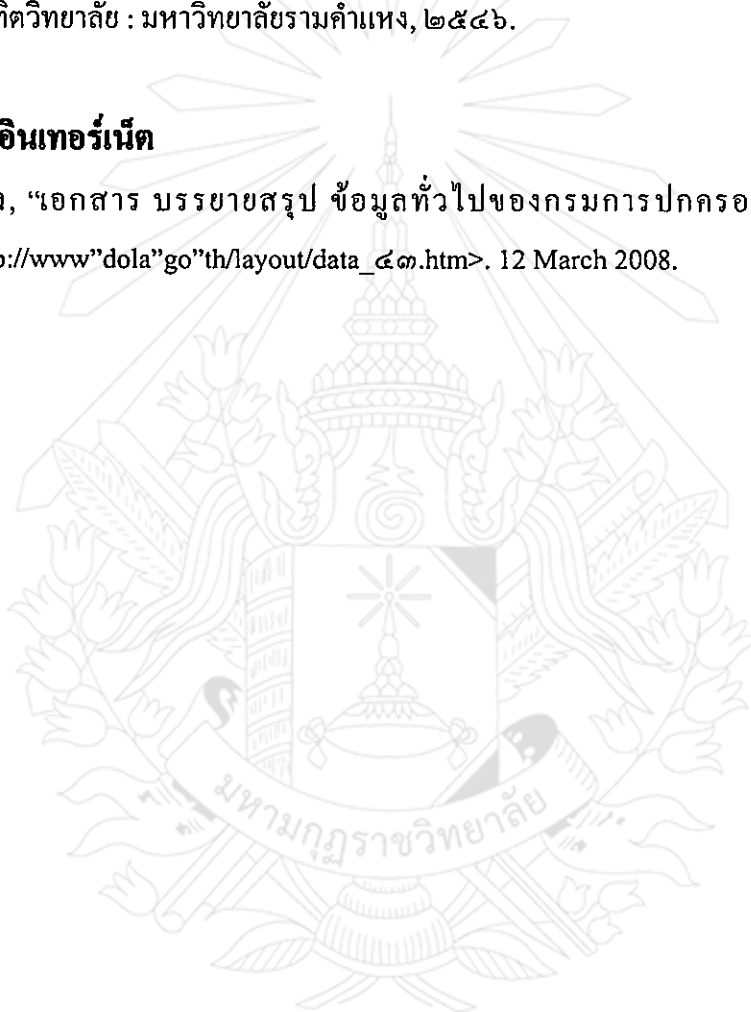 ทิตวิทยาลัย : มหาวิทยาลัยรามคำแหง, ๒๕๔๖.
อินเทอร์เน็ต
, “เอกสาร บรรยายสรุป ข้อมูลทั่วไปของกรมการปกครอ
://www”dola”go”th/layout/data_๔๓.htm>. 12 March 2008.
มหามกุฏราชวิทยาลัย